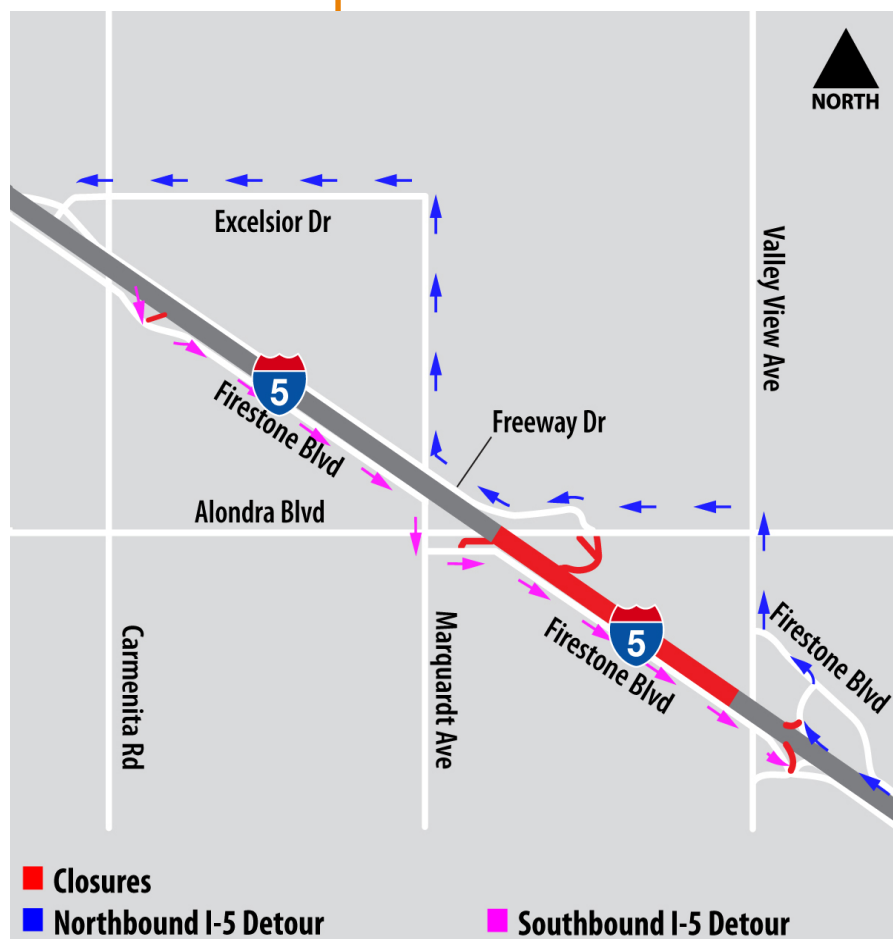 NORTH
Excelsior Dr
Valley View Ave
5
Firestone Blvd
Freeway Dr
Alondra Blvd
Carmenita Rd
Marquardt Ave
5
Firestone Blvd
Firestone Blvd
Closures
Northbound I-5 Detour
Southbound I-5 Detour